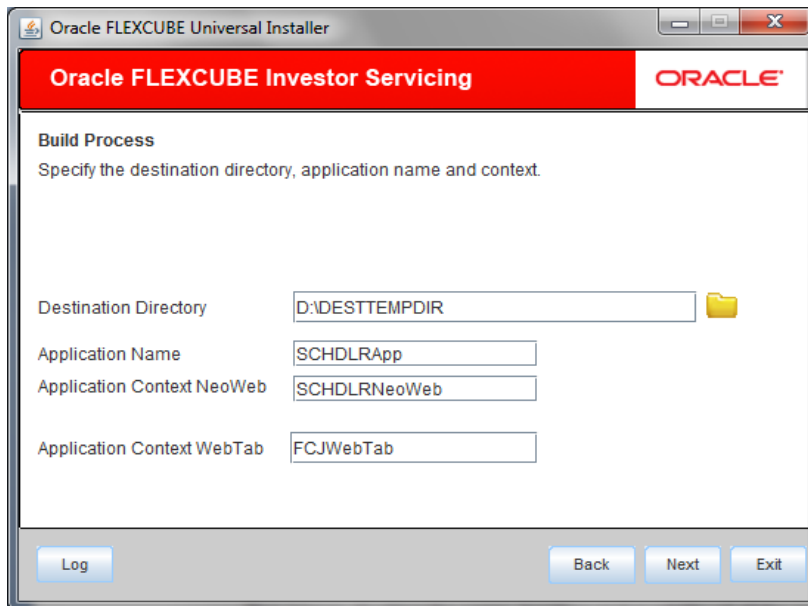 Oracle FLEXCUBE Universal Installer
Oracle FLEXCUBE Investor Servicing
ORACLE®
Build Process
Specify the destination directory, application name and context.
Destination Directory D:\DESTTEMPDIR
Application Name SCHDLRApp
Application Context NeoWeb SCHDLRNeoWeb
Application Context WebTab FCJWebTab
Log Back Next Exit